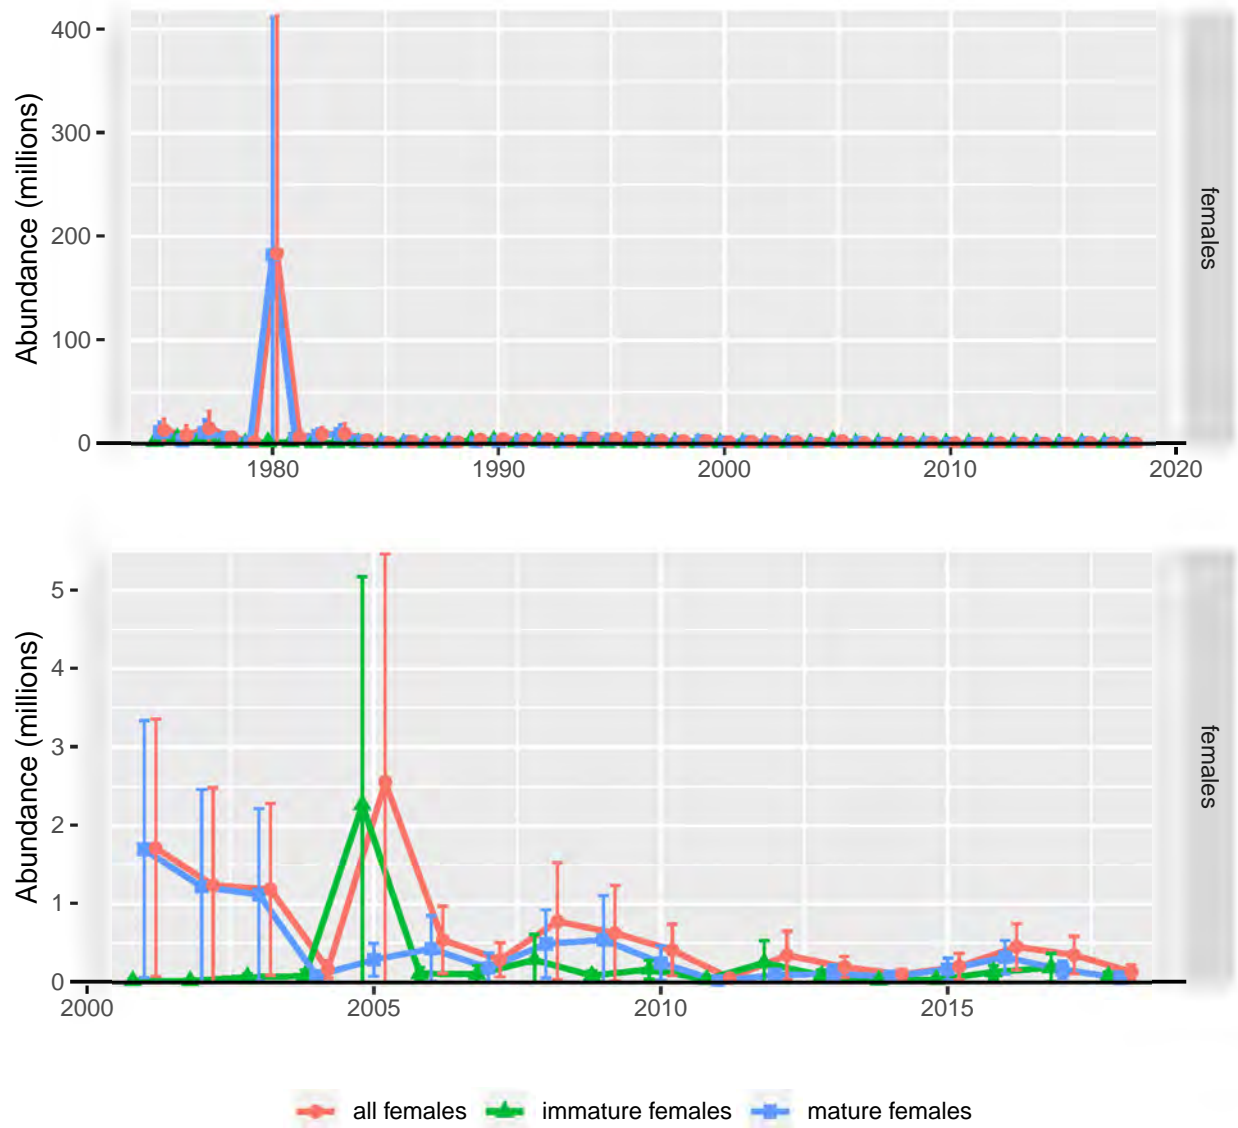 Abundance (millions)
400
300
200
100
0
1980
1990
2000
2010
2020
females
Abundance (millions)
5
4
3
2
1
0
2000
2005
2010
2015
females
all females
immature females
mature females